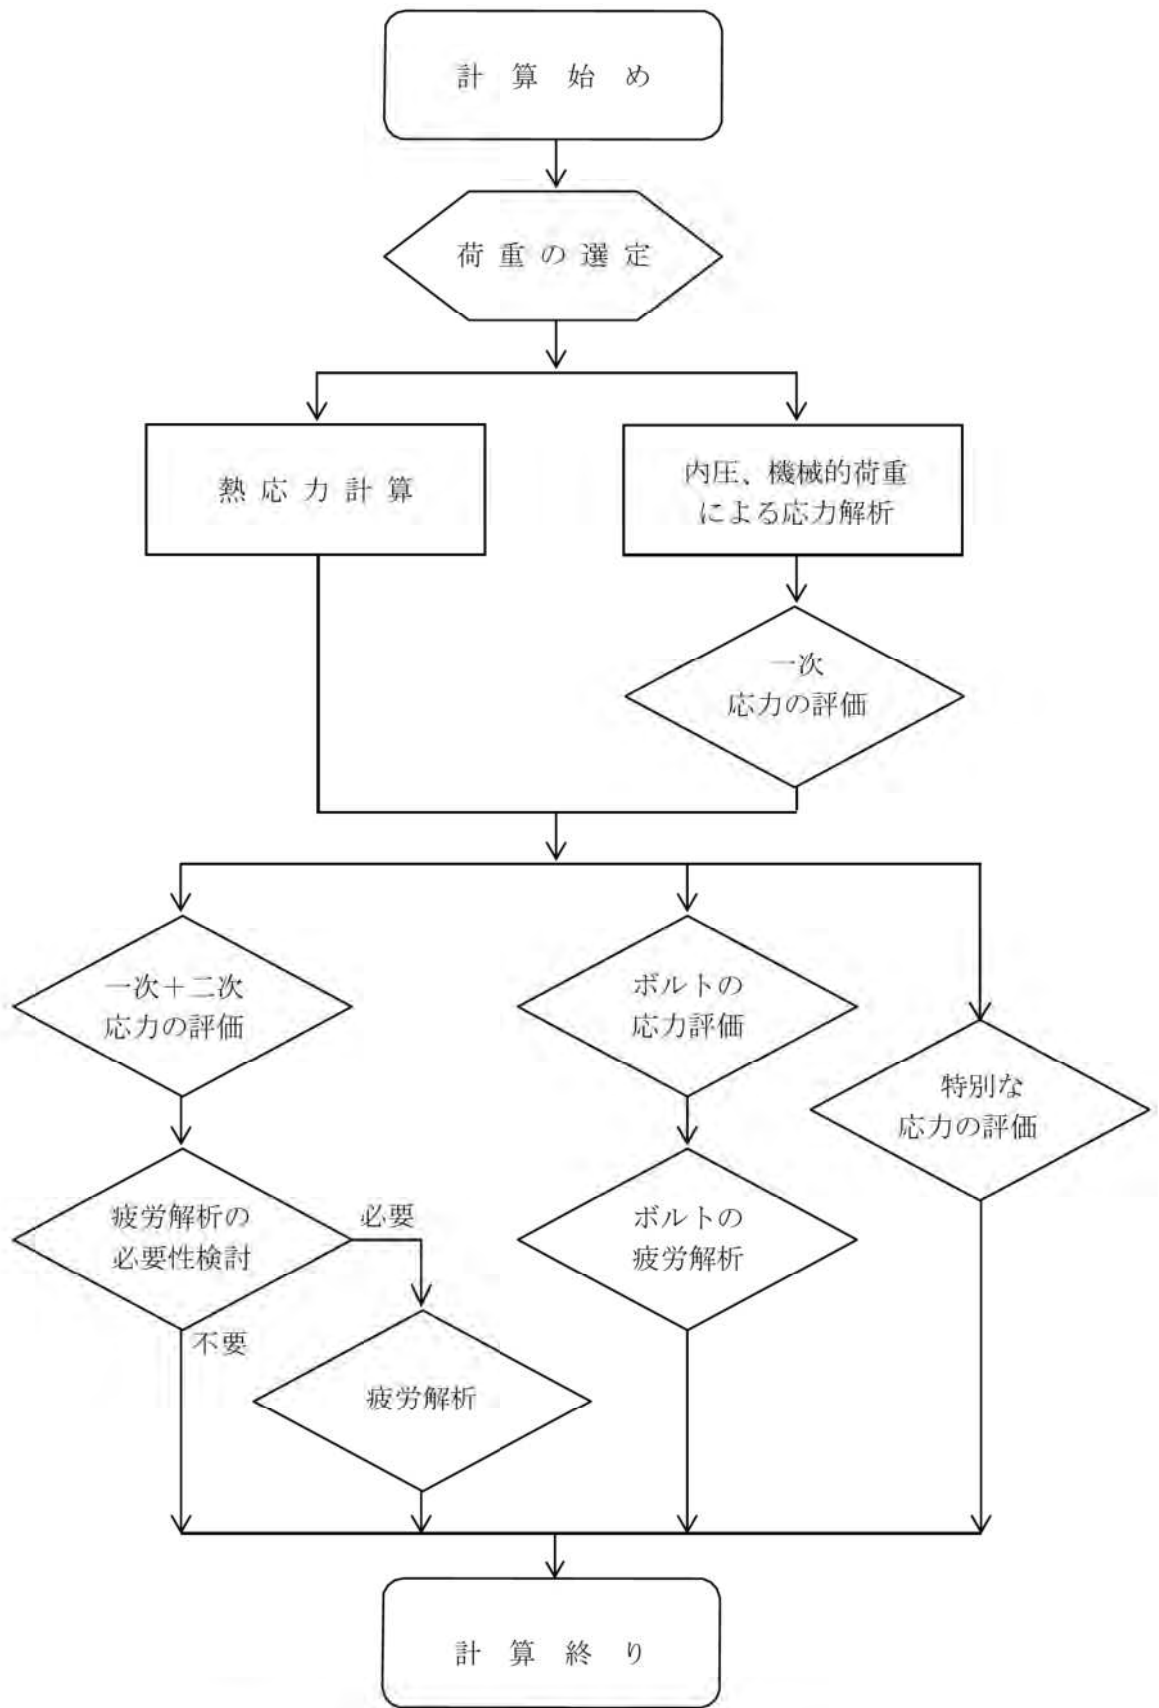 計算始め
荷重の選定
熱応力計算
内圧、機械的荷重
による応力解析
一次
応力の評価
一次＋二次
応力の評価
ボルトの
応力評価
特別な
応力の評価
疲労解析の
必要性検討
必要
不要
ボルトの
疲労解析
疲労解析
計算終り